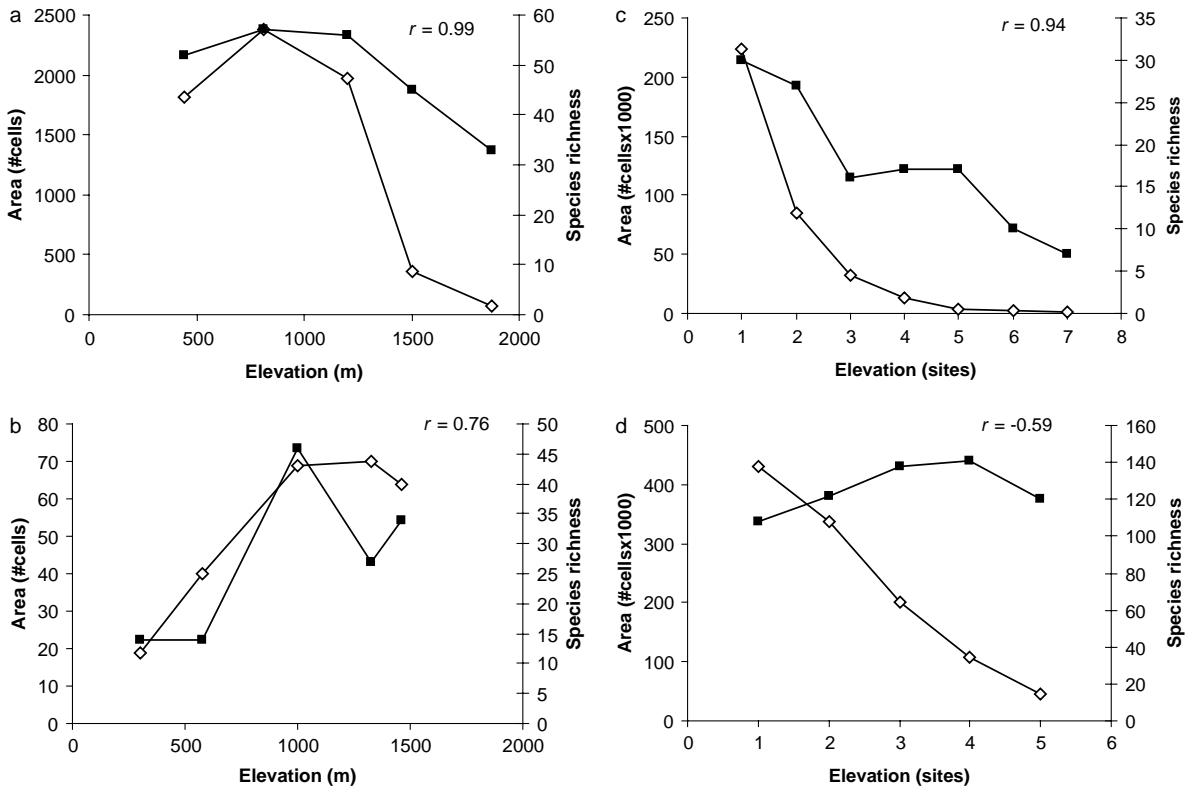 a
r = 0.99
Area (#cells)
2500
2000
1500
1000
500
0
60
50
40
30
20
10
0
Species richness
0 500 1000 1500 2000
Elevation (m)
c
r = 0.94
Area (#cellsx1000)
250
200
150
100
50
0
35
30
25
20
15
10
5
0
Species richness
0 1 2 3 4 5 6 7 8
Elevation (sites)
b
r = 0.76
Area (#cells)
80
70
60
50
40
30
20
10
0
50
45
40
35
30
25
20
15
10
5
0
Species richness
0 500 1000 1500 2000
Elevation (m)
d
r = -0.59
Area (#cellsx1000)
500
400
300
200
100
0
160
140
120
100
80
60
40
20
0
Species richness
0 1 2 3 4 5 6
Elevation (sites)